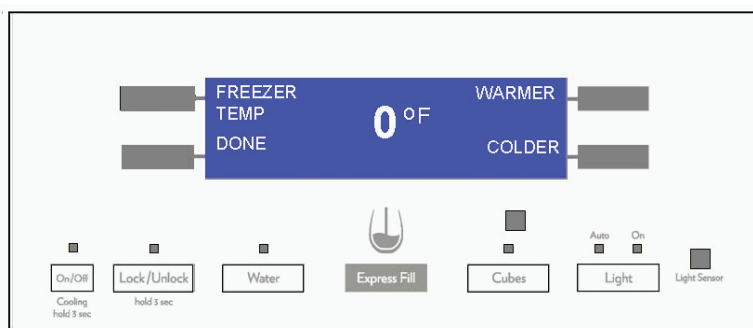 FREEZER
TEMP
WARMER
0 °F
DONE
COLDER
Auto
On
On/Off
Lock/Unlock
Water
Express Fill
Cubes
Light
Light Sensor
Cooling
hold 3 sec
hold 3 sec